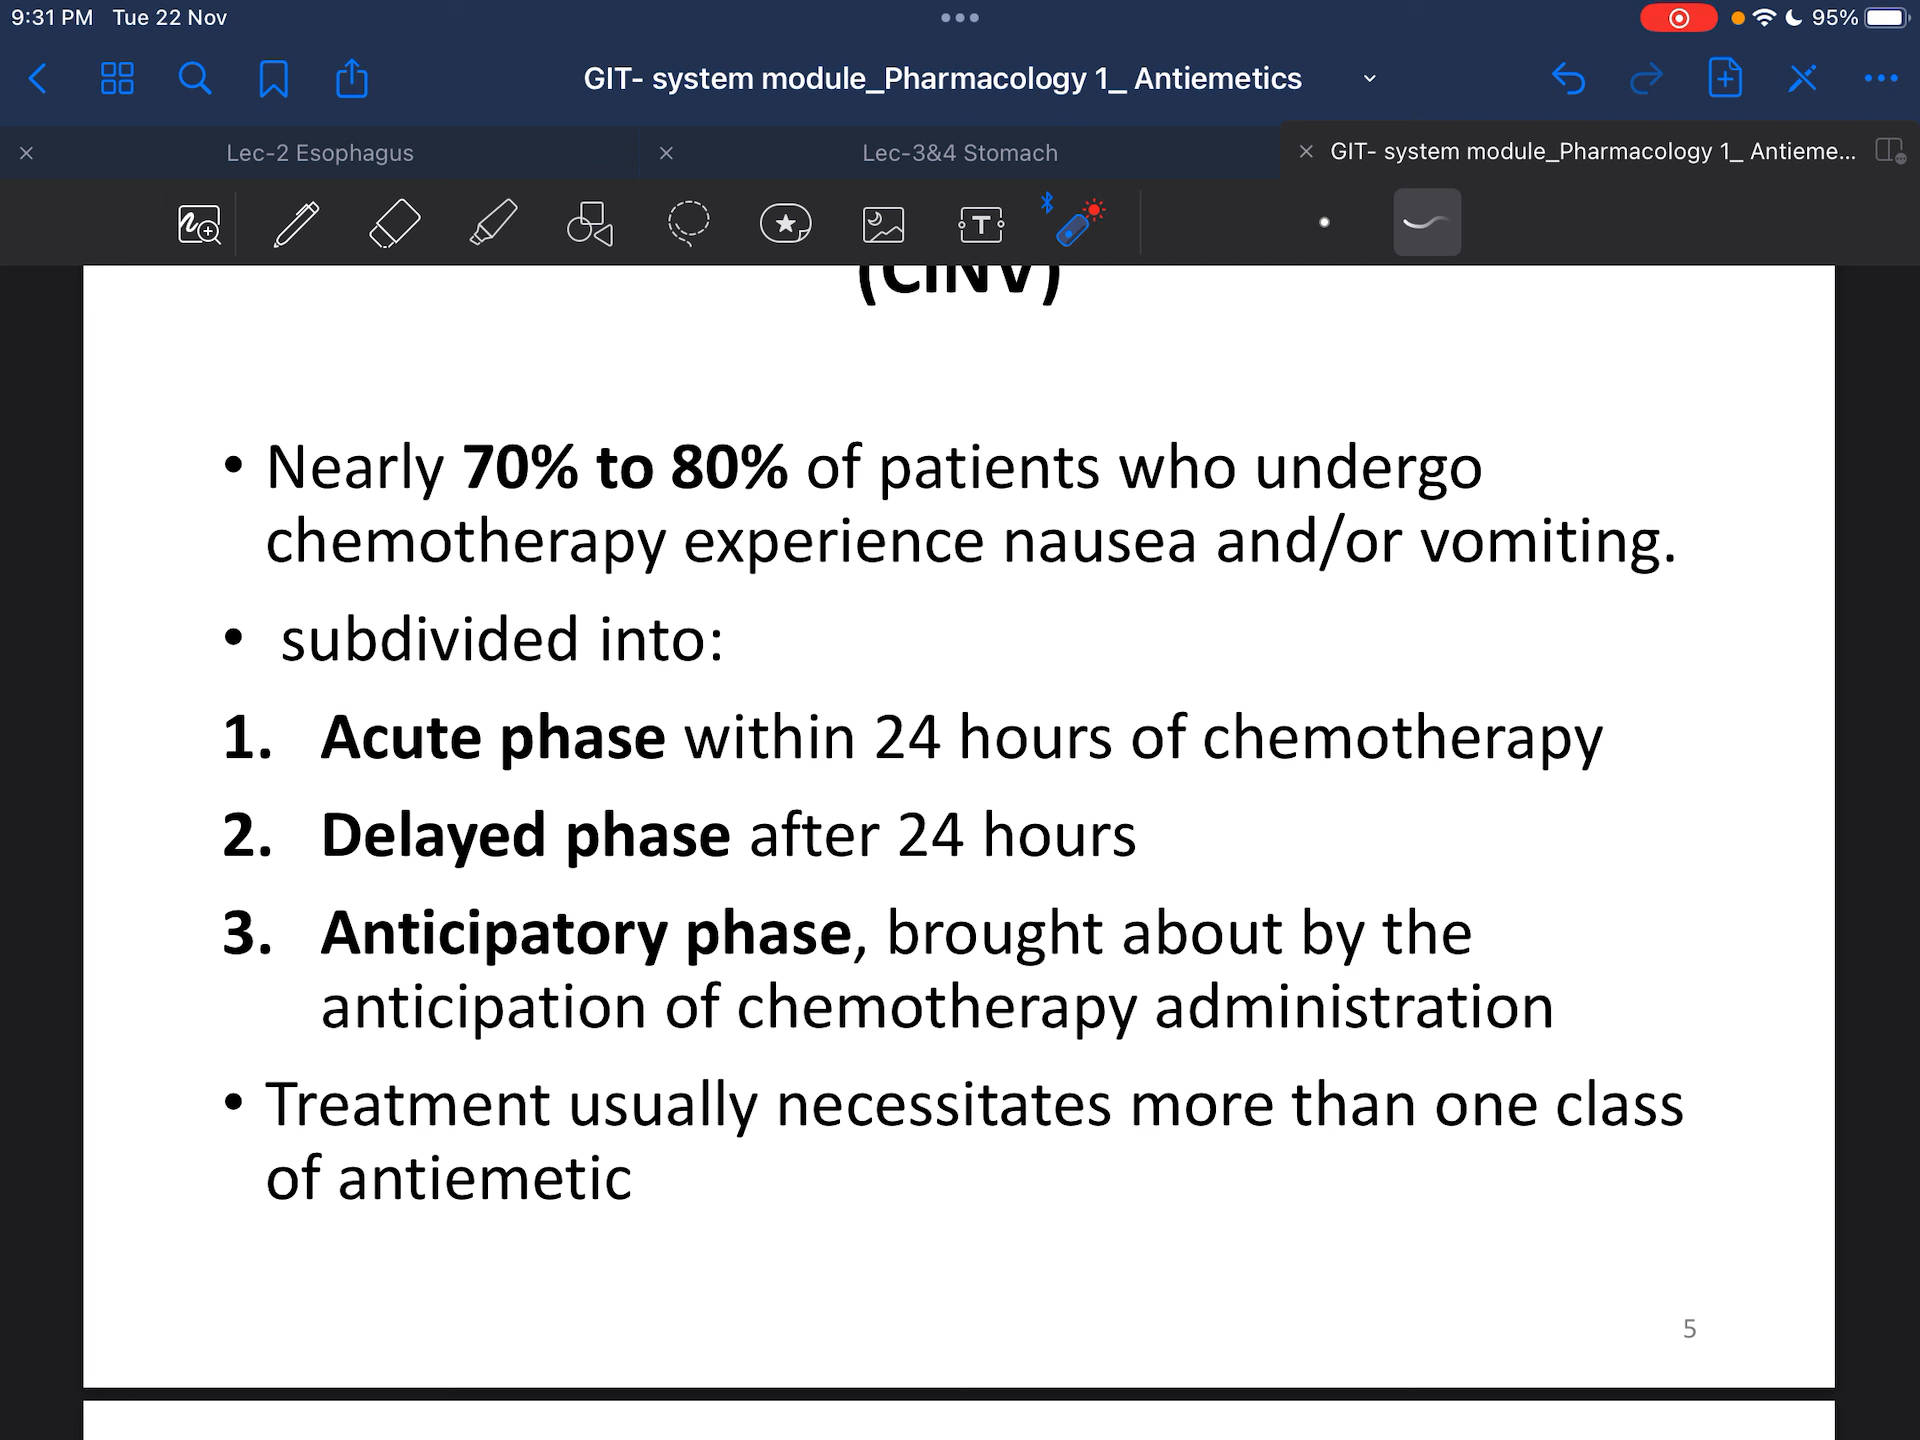 9:31 PM Tue 22 Nov
95%
GIT- system module_Pharmacology 1_ Antiemetics
Lec-2 Esophagus
Lec-3&4 Stomach
GIT- system module_Pharmacology 1_ Antieme...
(CINV)
• Nearly 70% to 80% of patients who undergo
chemotherapy experience nausea and/or vomiting.
• subdivided into:
1. Acute phase within 24 hours of chemotherapy
2. Delayed phase after 24 hours
3. Anticipatory phase, brought about by the
anticipation of chemotherapy administration
• Treatment usually necessitates more than one class
of antiemetic
5